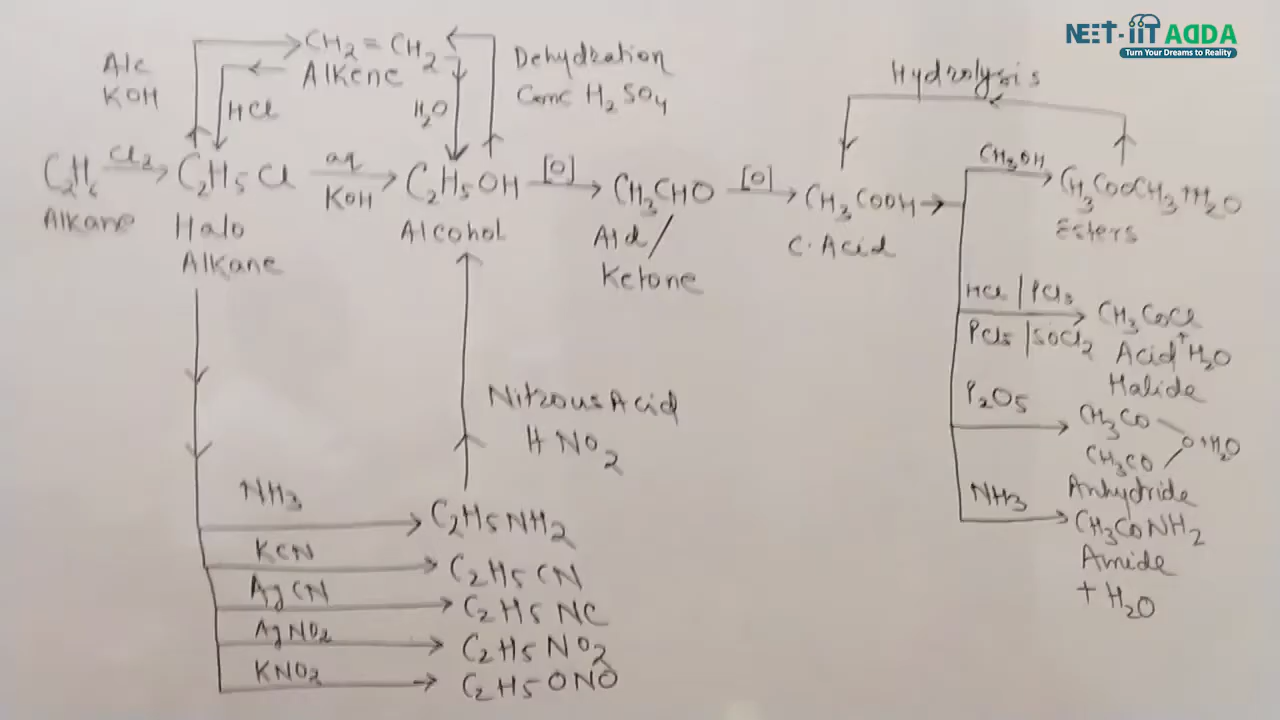 NEET-iiT ADDA
Turn Your Dreams to Reality
Alc
KOH
CH2 = CH2
Alkene
HCl
H2O
Dehydration
Conc H2SO4
Hydrolysis
C2H6
Alkane
Cl2
C2H5Cl
Halo
Alkane
aq
KOH
C2H5OH
Alcohol
[O]
CH3CHO
Ald/
Ketone
[O]
CH3COOH
C. Acid
CH3OH
CH3COOCH3+H2O
Esters
HCl | PCl3
PCl5 | SOCl2
CH3COCl
+
Acid H2O
Halide
P2O5
CH3CO
O+H2O
CH3CO
Anhydride
NH3
CH3CONH2
Amide
+ H2O
Nitrous Acid
HNO2
NH3
C2H5NH2
KCN
C2H5CN
AgCN
C2H5NC
AgNO2
C2H5NO2
KNO2
C2H5ONO